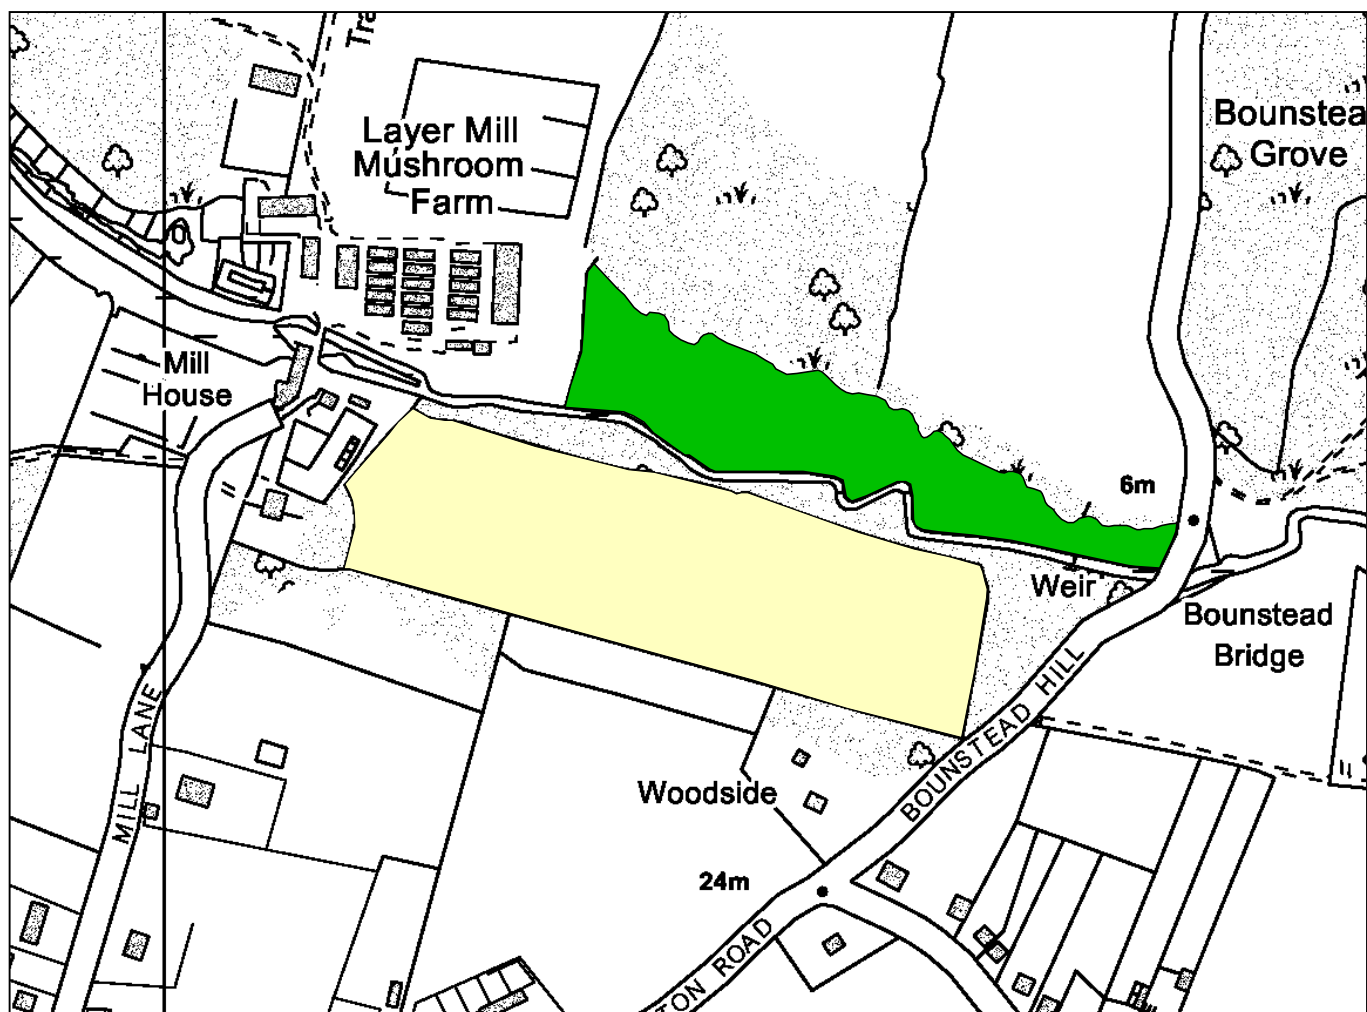 Tra
Layer Mill
Mushroom
Farm
Bounstea
Grove
Mill
House
6m
Weir
Bounstead
Bridge
MILL LANE
BOUNSTEAD HILL
Woodside
24m
TON ROAD